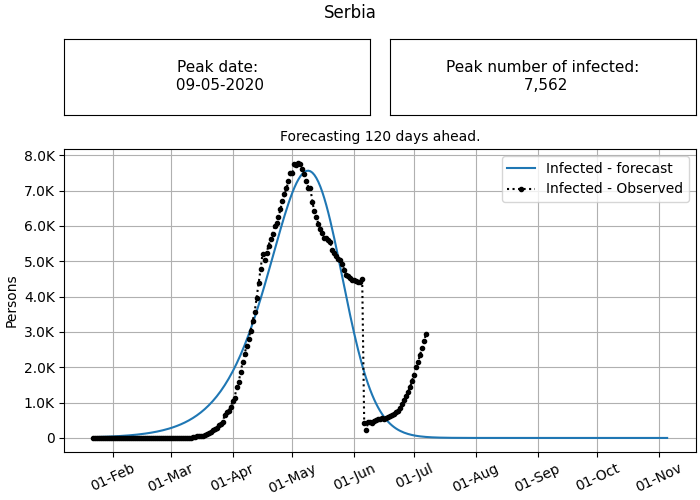 Serbia
Peak date:
09-05-2020
Peak number of infected:
7,562
Forecasting 120 days ahead.
Infected - forecast
Infected - Observed
Persons
8.0K
7.0K
6.0K
5.0K
4.0K
3.0K
2.0K
1.0K
0
01-Feb
01-Mar
01-Apr
01-May
01-Jun
01-Jul
01-Aug
01-Sep
01-Oct
01-Nov